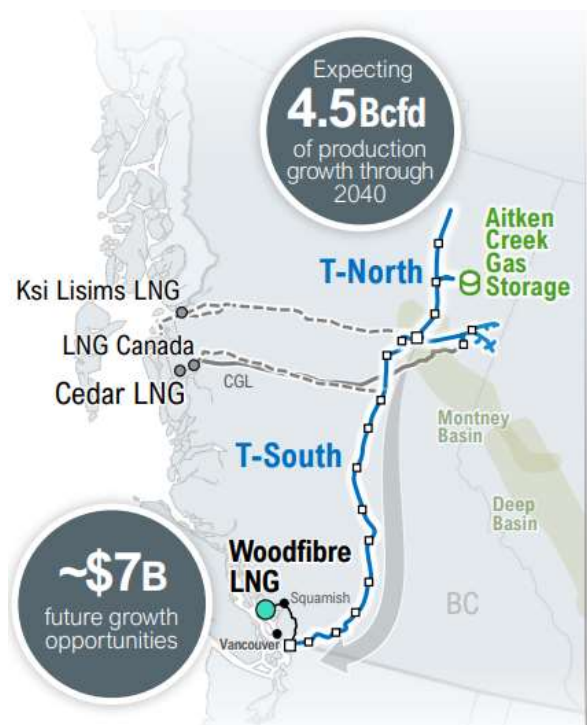 Expecting
4.5Bcfd
of production
growth through
2040
Aitken
Creek
Gas
Storage
T-North
Ksi Lisims LNG
LNG Canada
Cedar LNG
CGL
Montney
Basin
T-South
Deep
Basin
~$7B
future growth
opportunities
Woodfibre
LNG
Squamish
Vancouver
BC